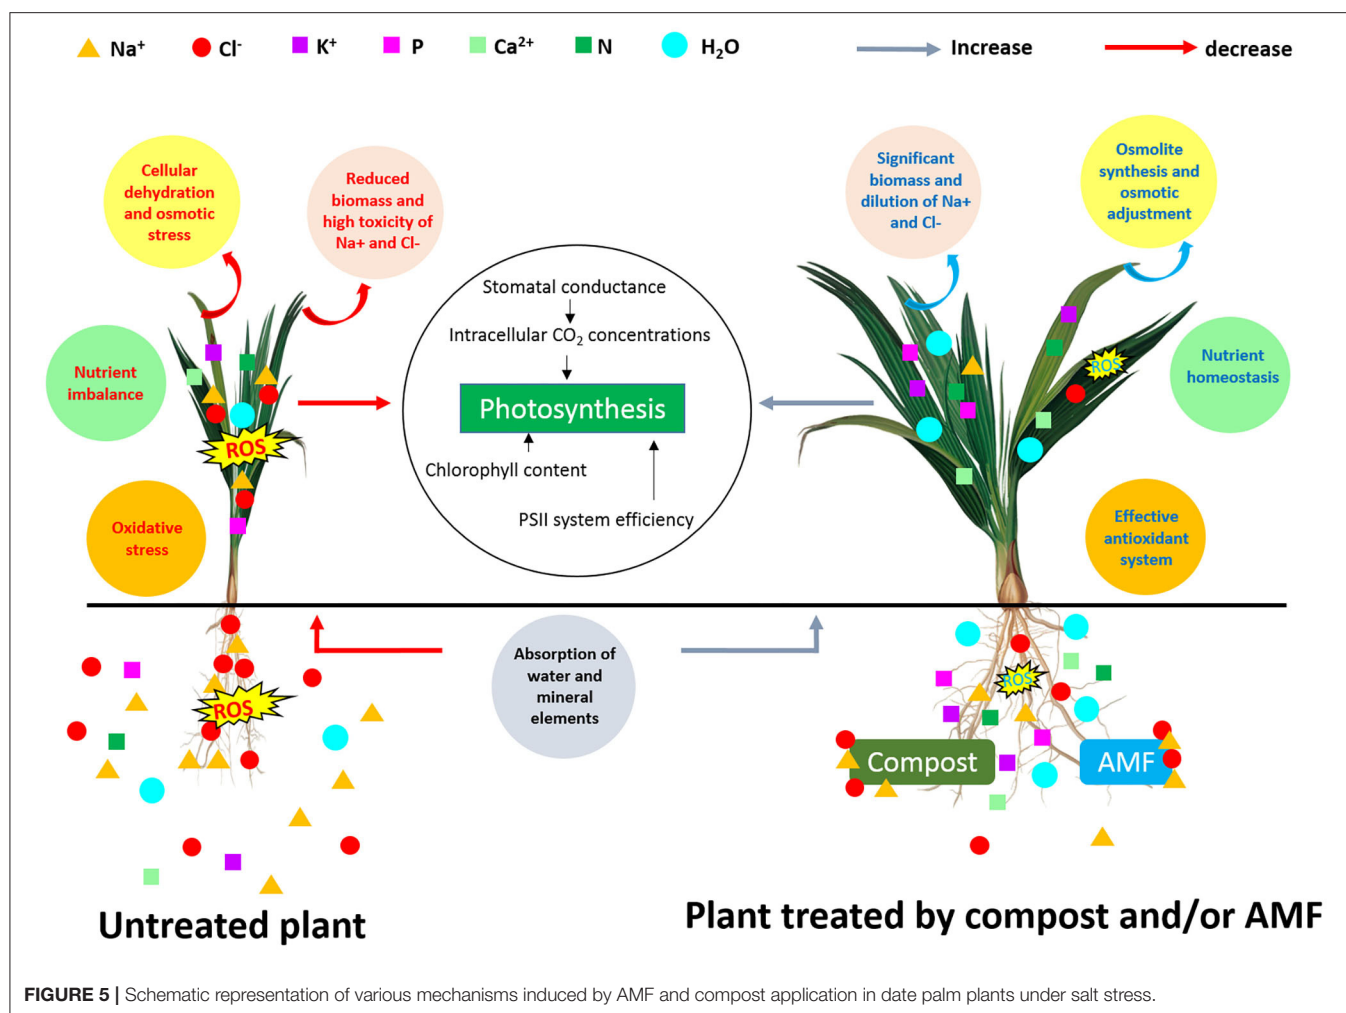 Na⁺ Cl⁻ K⁺ P Ca²⁺ N H₂O Increase decrease
Cellular
dehydration
and osmotic
stress
Reduced
biomass and
high toxicity of
Na+ and Cl-
Significant
biomass and
dilution of Na+
and Cl-
Osmolite
synthesis and
osmotic
adjustment
Stomatal conductance
Intracellular CO₂ concentrations
Photosynthesis
Chlorophyll content
PSII system efficiency
Nutrient
imbalance
ROS
Oxidative
stress
ROS
Nutrient
homeostasis
Effective
antioxidant
system
Absorption of
water and
mineral
elements
ROS
ROS
Compost
AMF
Untreated plant
Plant treated by compost and/or AMF
FIGURE 5 | Schematic representation of various mechanisms induced by AMF and compost application in date palm plants under salt stress.